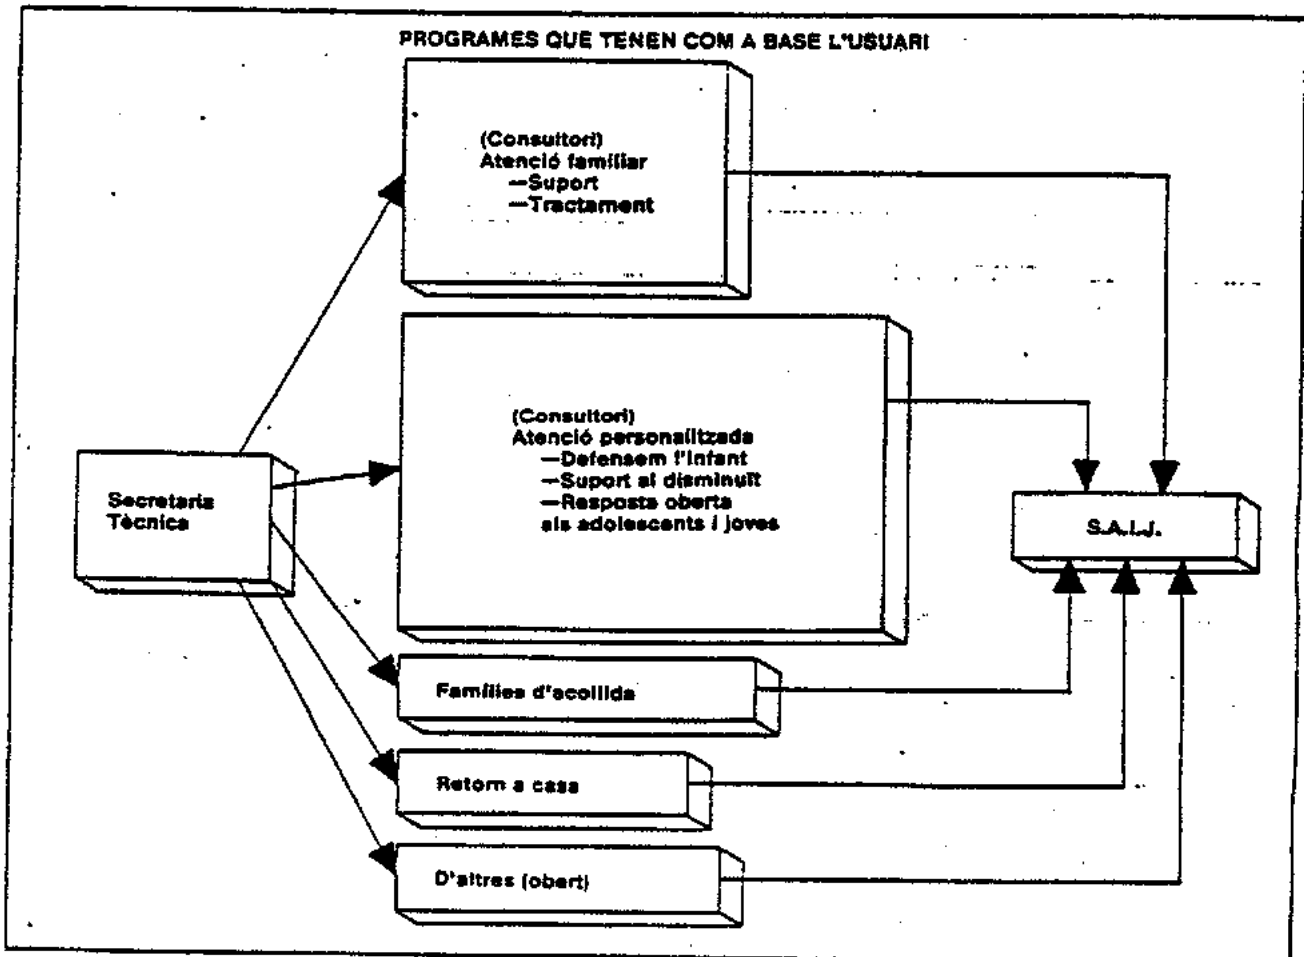 PROGRAMES QUE TENEN COM A BASE L'USUARI
(Consultori)
Atenció familiar
—Suport
—Tractament
(Consultori)
Atenció personalitzada
—Defensem l'infant
—Suport al disminuït
—Resposta oberta
als adolescents i joves
Secretaria
Tècnica
S.A.I.J.
Famílies d'acollida
Retorn a casa
D'altres (obert)